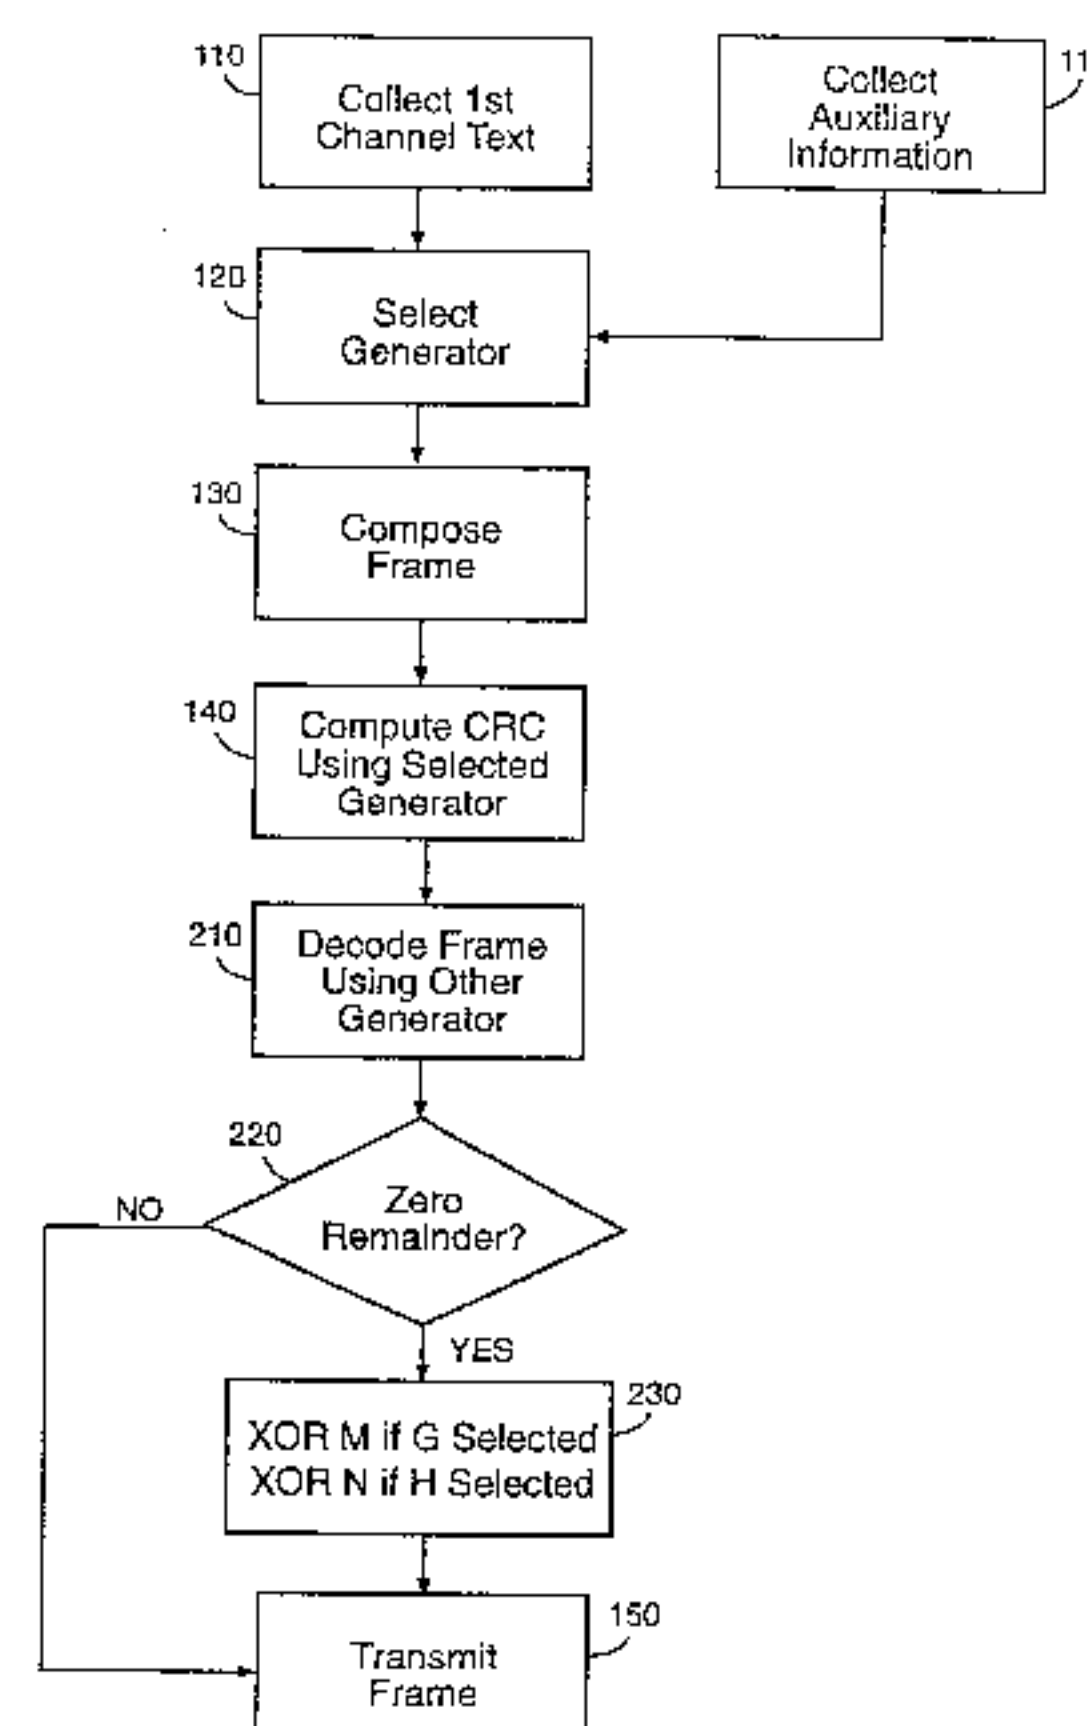 110
Collect 1st
Channel Text
Collect
Auxiliary
Information
11
120
Select
Generator
130
Compose
Frame
140
Compute CRC
Using Selected
Generator
210
Decode Frame
Using Other
Generator
220
Zero
Remainder?
NO
YES
230
XOR M if G Selected
XOR N if H Selected
150
Transmit
Frame